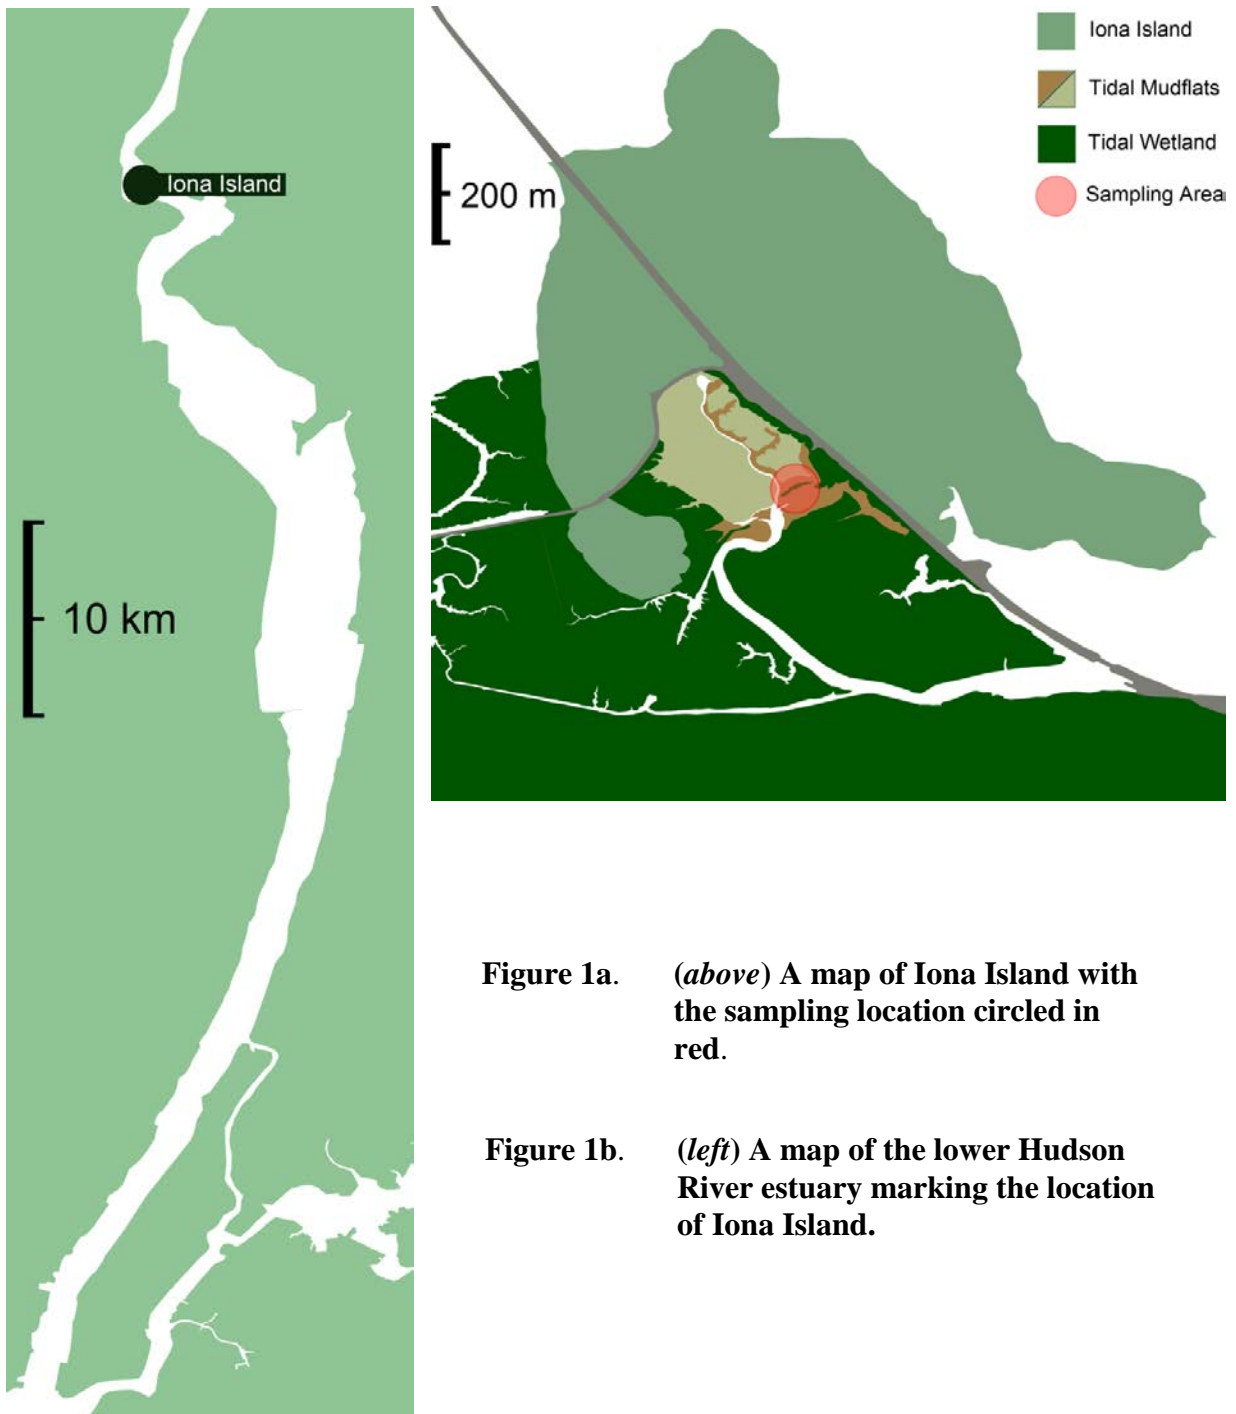 Iona Island
10 km
200 m
Iona Island
Tidal Mudflats
Tidal Wetland
Sampling Area
Figure 1a. (above) A map of Iona Island with
the sampling location circled in
red.
Figure 1b. (left) A map of the lower Hudson
River estuary marking the location
of Iona Island.